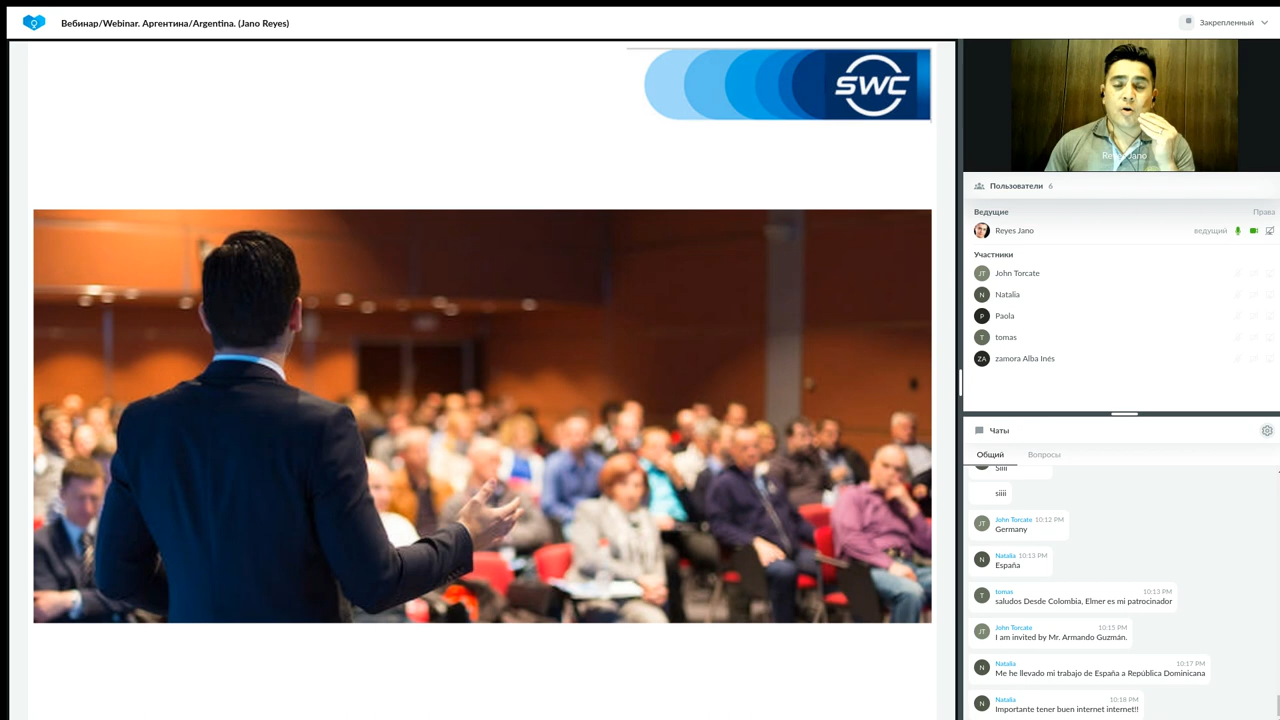 Вебинар/Webinar. Аргентина/Argentina. (Jano Reyes)
Закрепленный
SWC
Reyes Jano
Пользователи 6
Ведущие Права
Reyes Jano ведущий
Участники
JT John Torcate
N Natalia
P Paola
T tomas
ZA zamora Alba Inés
Чаты
Общий Вопросы
Siiii
siiii
John Torcate 10:12 PM
JT Germany
Natalia 10:13 PM
N España
tomas 10:13 PM
T saludos Desde Colombia, Elmer es mi patrocinador
John Torcate 10:15 PM
JT I am invited by Mr. Armando Guzmán.
Natalia 10:17 PM
N Me he llevado mi trabajo de España a República Dominicana
Natalia 10:18 PM
N Importante tener buen internet internet!!